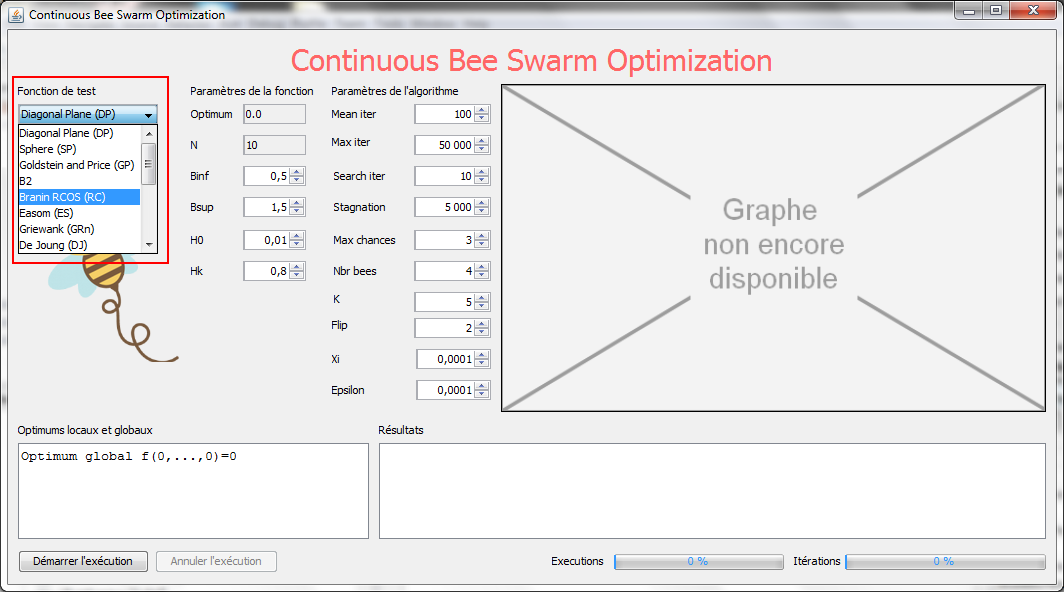 Continuous Bee Swarm Optimization
Continuous Bee Swarm Optimization
Fonction de test
Diagonal Plane (DP)
Diagonal Plane (DP)
Sphere (SP)
Goldstein and Price (GP)
B2
Branin RCOS (RC)
Easom (ES)
Griewank (GRn)
De Joung (DJ)
Paramètres de la fonction
Optimum 0.0
N 10
Binf 0,5
Bsup 1,5
H0 0,01
Hk 0,8
Paramètres de l'algorithme
Mean iter 100
Max iter 50 000
Search iter 10
Stagnation 5 000
Max chances 3
Nbr bees 4
K 5
Flip 2
Xi 0,0001
Epsilon 0,0001
Graphe
non encore
disponible
Optimums locaux et globaux
Optimum global f(0,...,0)=0
Résultats
Démarrer l'exécution
Annuler l'exécution
Executions 0 %
Itérations 0 %